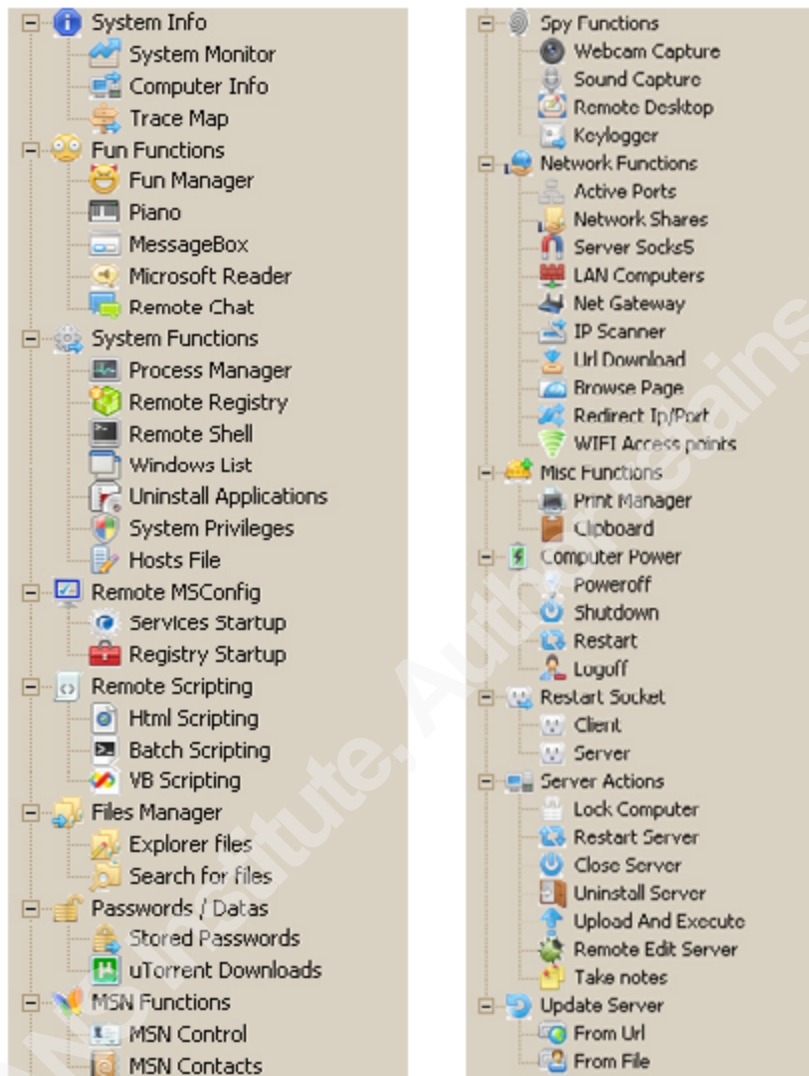 System Info
System Monitor
Computer Info
Trace Map
Fun Functions
Fun Manager
Piano
MessageBox
Microsoft Reader
Remote Chat
System Functions
Process Manager
Remote Registry
Remote Shell
Windows List
Uninstall Applications
System Privileges
Hosts File
Remote MSConfig
Services Startup
Registry Startup
Remote Scripting
Html Scripting
Batch Scripting
VB Scripting
Files Manager
Explorer files
Search for files
Passwords / Datas
Stored Passwords
uTorrent Downloads
MSN Functions
MSN Control
MSN Contacts
Spy Functions
Webcam Capture
Sound Capture
Remote Desktop
Keylogger
Network Functions
Active Ports
Network Shares
Server Socks5
LAN Computers
Net Gateway
IP Scanner
Url Download
Browse Page
Redirect Ip/Port
WIFI Access points
Misc Functions
Print Manager
Clipboard
Computer Power
Poweroff
Shutdown
Restart
Logoff
Restart Socket
Client
Server
Server Actions
Lock Computer
Restart Server
Close Server
Uninstall Server
Upload And Execute
Remote Edit Server
Take notes
Update Server
From Url
From File
Institute, Author retains